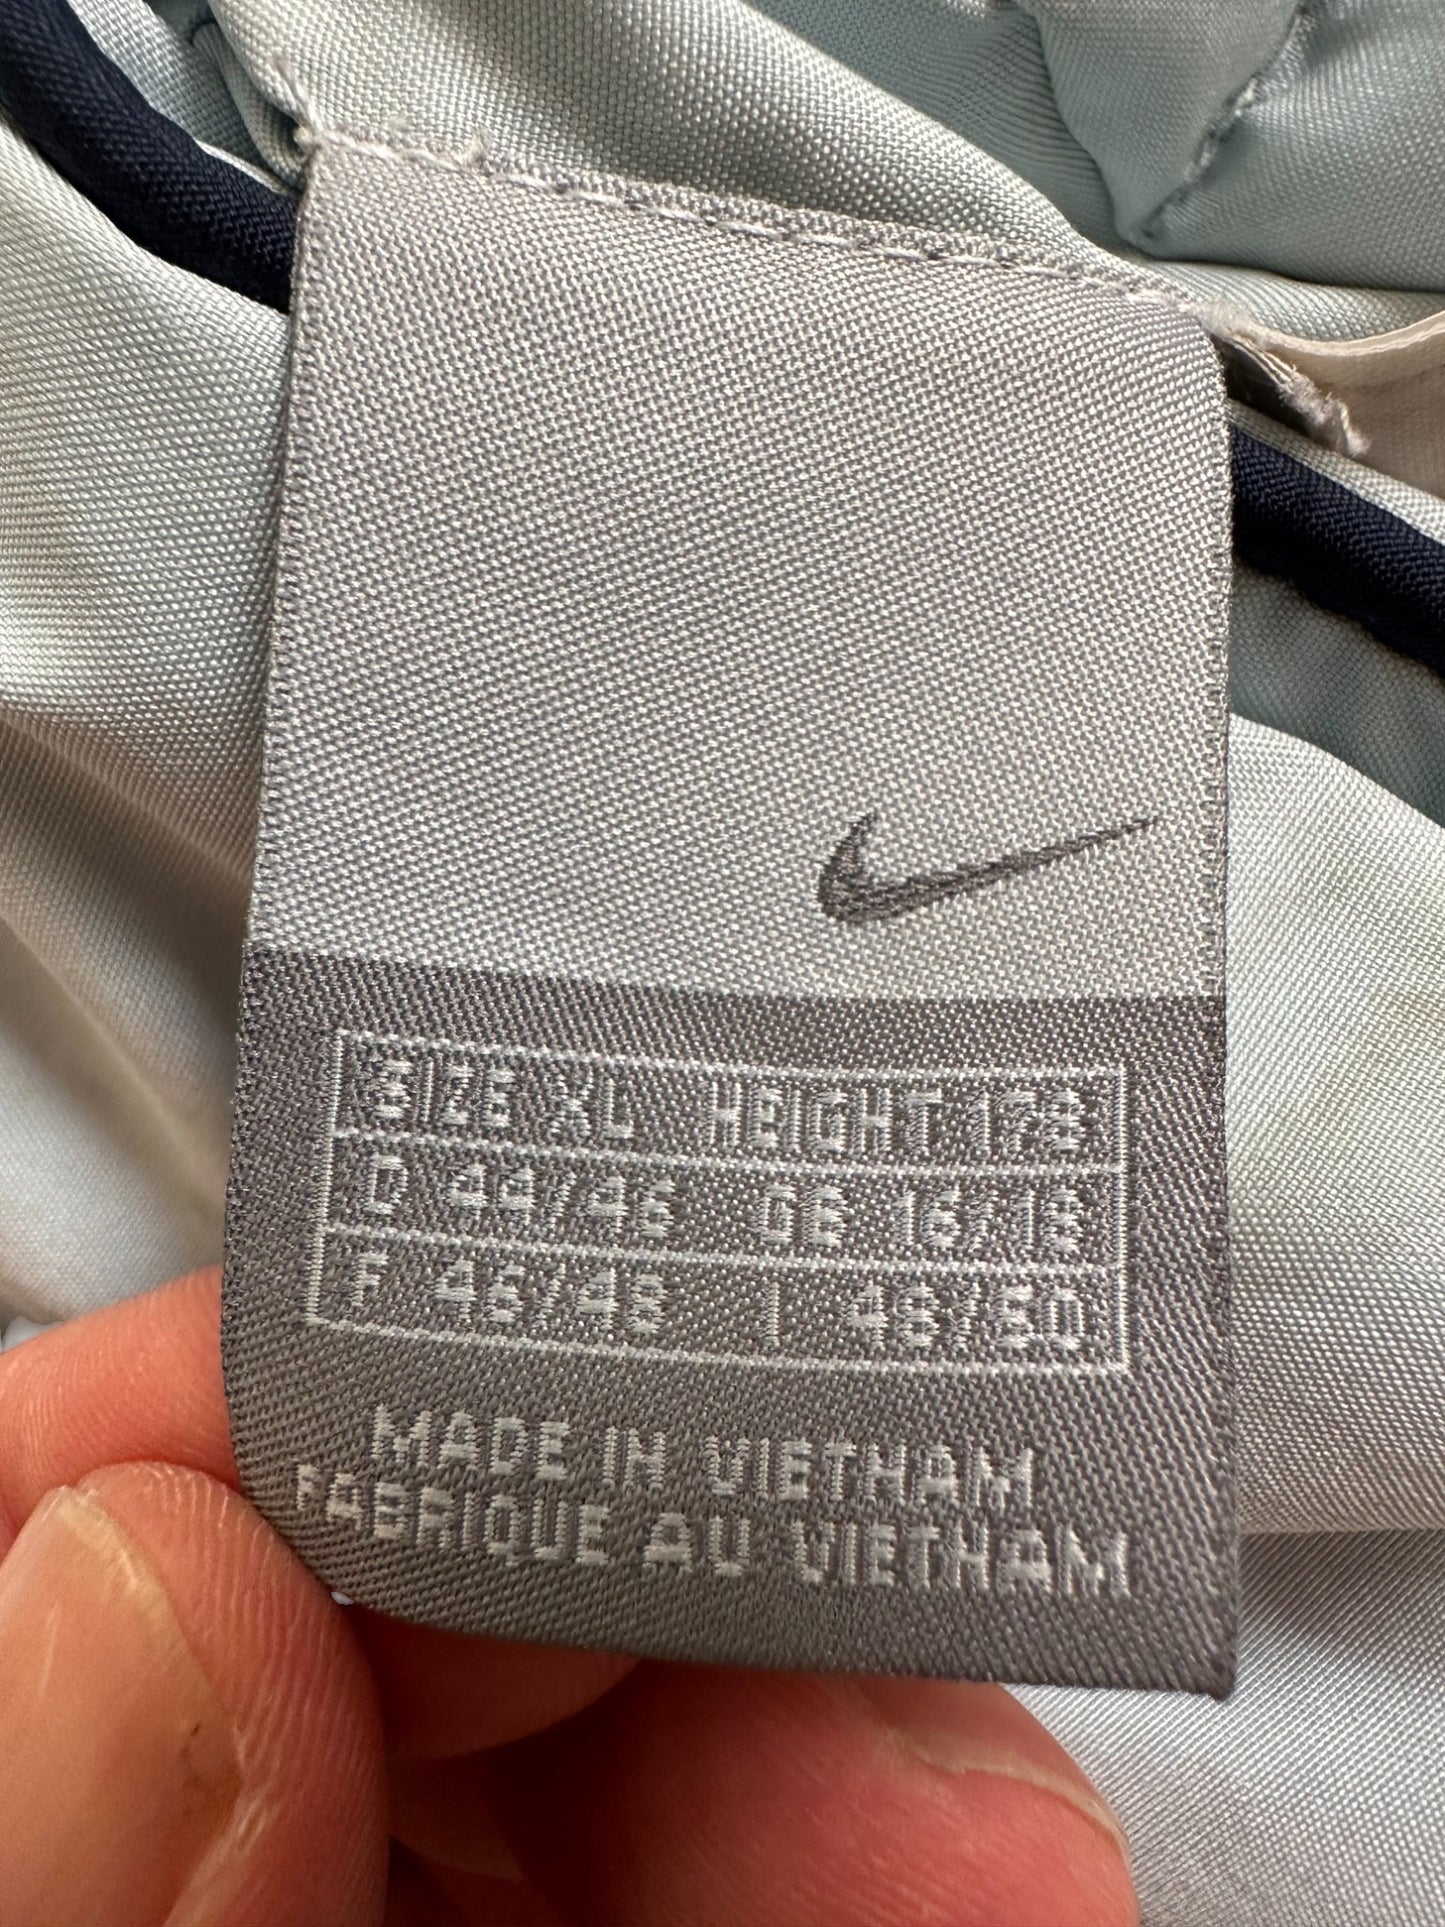 SIZE XL HEIGHT 178
D 44/46 GB 16/18
F 46/48 I 48/50
MADE IN VIETNAM
FABRIQUE AU VIETNAM